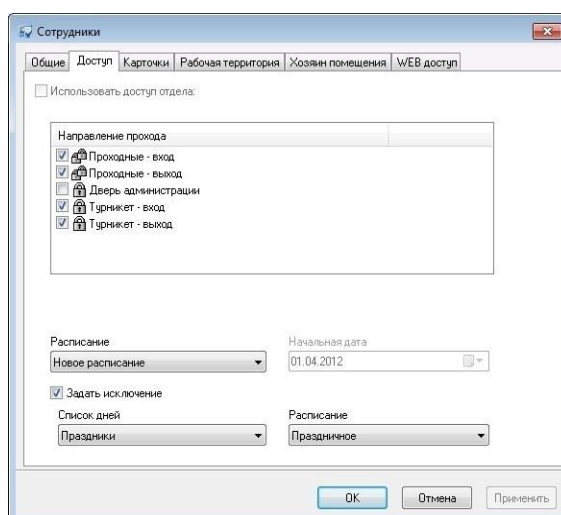 Сотрудники
Общие Доступ Карточки Рабочая территория Хозяин помещения WEB доступ
Использовать доступ отдела:
Направление прохода
Проходные - вход
Проходные - выход
Дверь администрации
Турникет - вход
Турникет - выход
Расписание Начальная дата
Новое расписание 01.04.2012
Задать исключение
Список дней Расписание
Праздники Праздничное
OK Отмена Применить